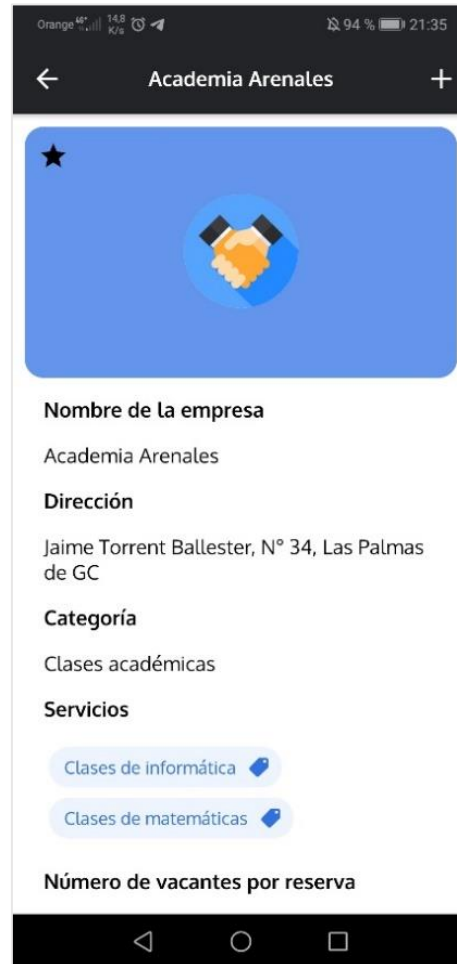 Orange 4G+ 14,8 K/s 94 % 21:35
Academia Arenales
Nombre de la empresa
Academia Arenales
Dirección
Jaime Torrent Ballester, N° 34, Las Palmas
de GC
Categoría
Clases académicas
Servicios
Clases de informática
Clases de matemáticas
Número de vacantes por reserva